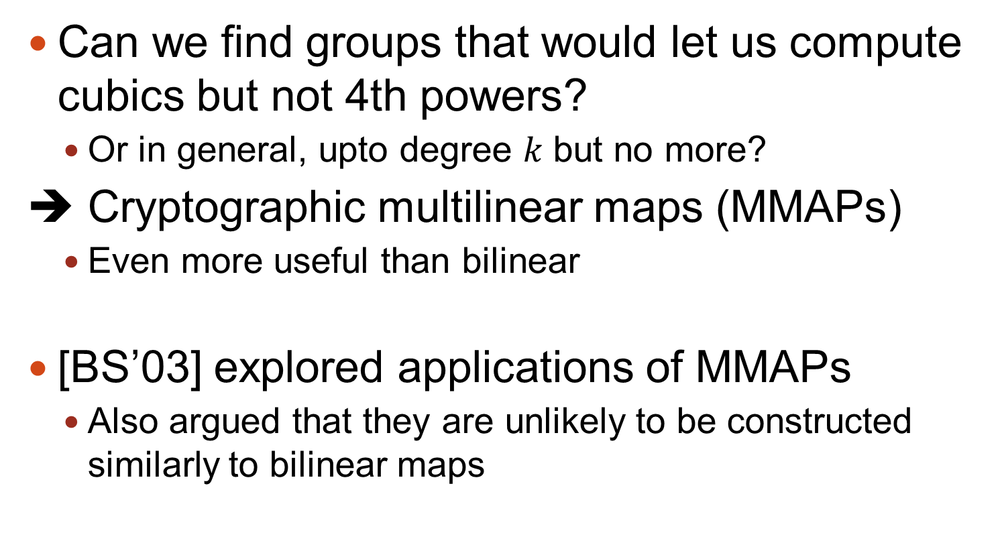 • Can we find groups that would let us compute
cubics but not 4th powers?
• Or in general, upto degree k but no more?
➔ Cryptographic multilinear maps (MMAPs)
• Even more useful than bilinear
• [BS’03] explored applications of MMAPs
• Also argued that they are unlikely to be constructed
similarly to bilinear maps